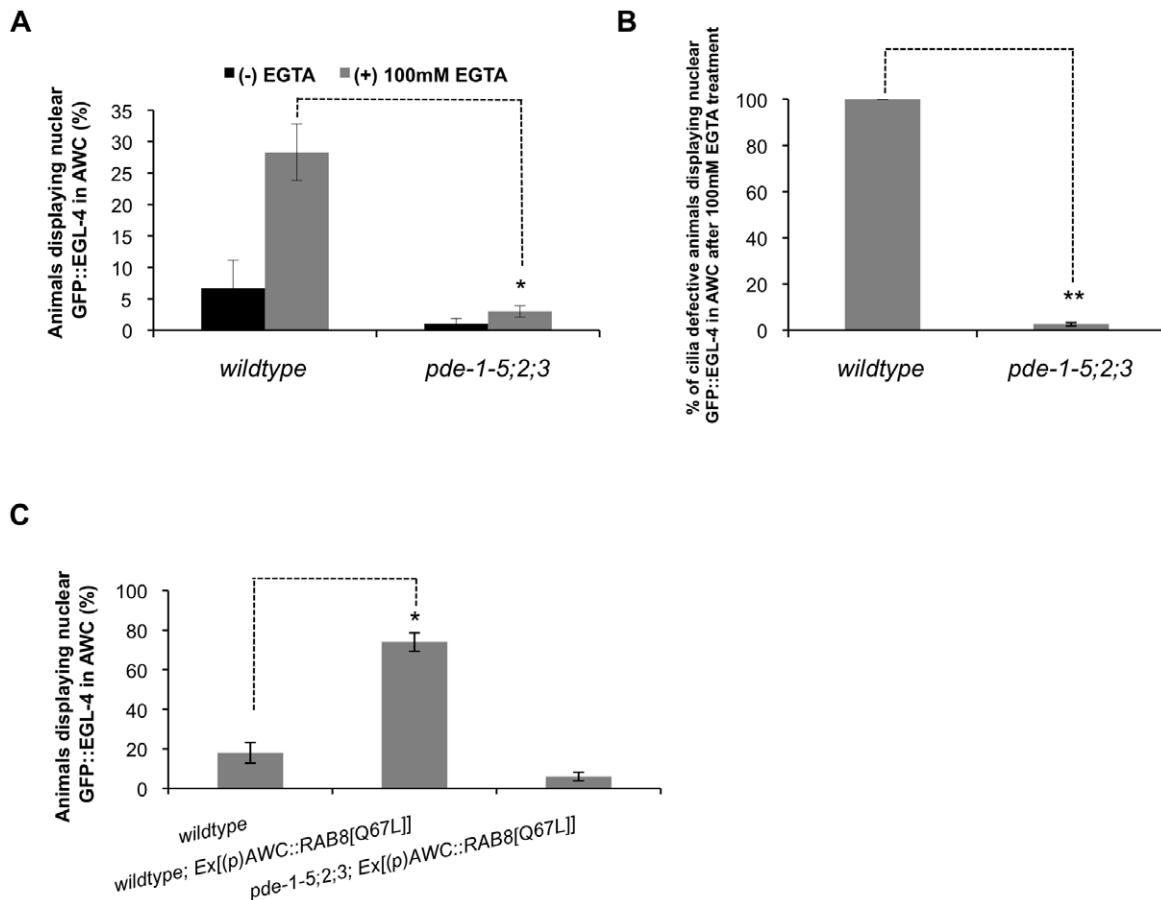 A
(-) EGTA (+) 100mM EGTA
Animals displaying nuclear
GFP::EGL-4 in AWC (%)
35
30
25
20
15
10
5
0
*
wildtype pde-1-5;2;3
B
% of cilia defective animals displaying nuclear
GFP::EGL-4 in AWC after 100mM EGTA treatment
100
80
60
40
20
0
**
wildtype pde-1-5;2;3
C
Animals displaying nuclear
GFP::EGL-4 in AWC (%)
100
80
60
40
20
0
*
wildtype
wildtype; Ex[(p)AWC::RAB8[Q67L]]
pde-1-5;2;3; Ex[(p)AWC::RAB8[Q67L]]